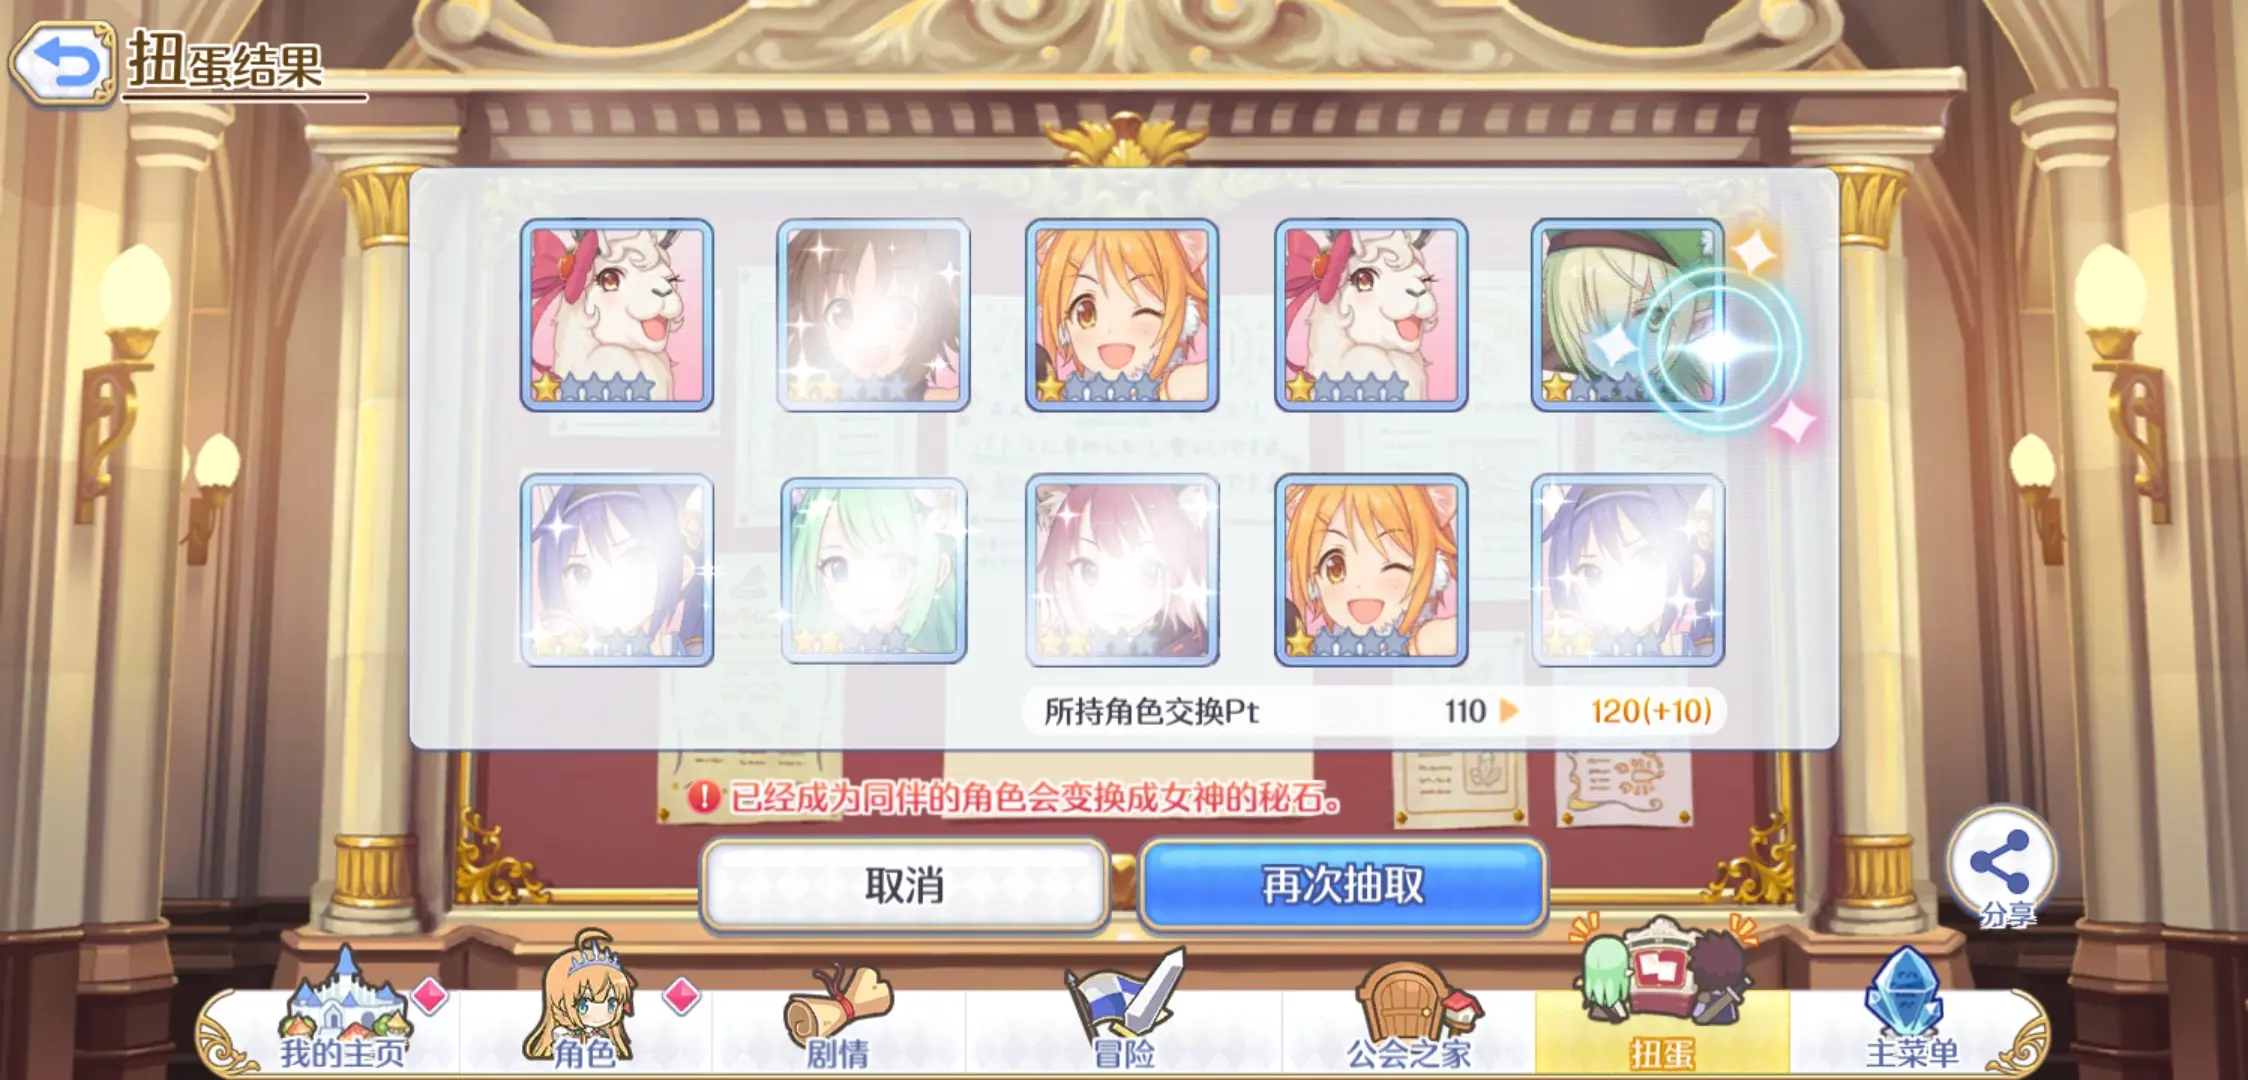 扭蛋结果
所持角色交换Pt 110 120(+10)
已经成为同伴的角色会变换成女神的秘石。
取消
再次抽取
分享
我的主页
角色
剧情
冒险
公会之家
扭蛋
主菜单